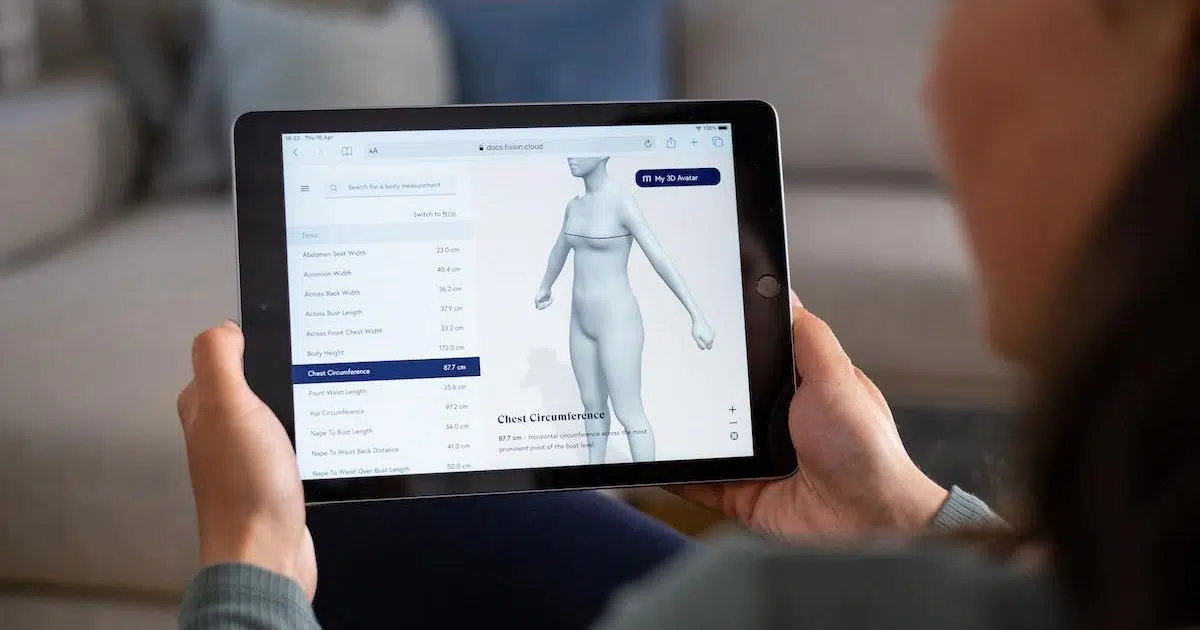 18:22 Thu 16 Apr
100%
AA
docs.fision.cloud
Search for a body measurement
m My 3D Avatar
Switch to ft/in
Torso
Abdomen Seat Width 23.0 cm
Acromion Width 40.4 cm
Across Back Width 36.2 cm
Across Bust Length 37.9 cm
Across Front Chest Width 33.2 cm
Body Height 172.0 cm
Chest Circumference 87.7 cm
Front Waist Length 35.6 cm
Hip Circumference 97.2 cm
Nape To Bust Length 34.0 cm
Nape To Waist Back Distance 41.0 cm
Nape To Waist Over Bust Length 50.0 cm
Chest Circumference
87.7 cm - Horizontal circumference across the most
prominent point of the bust level.